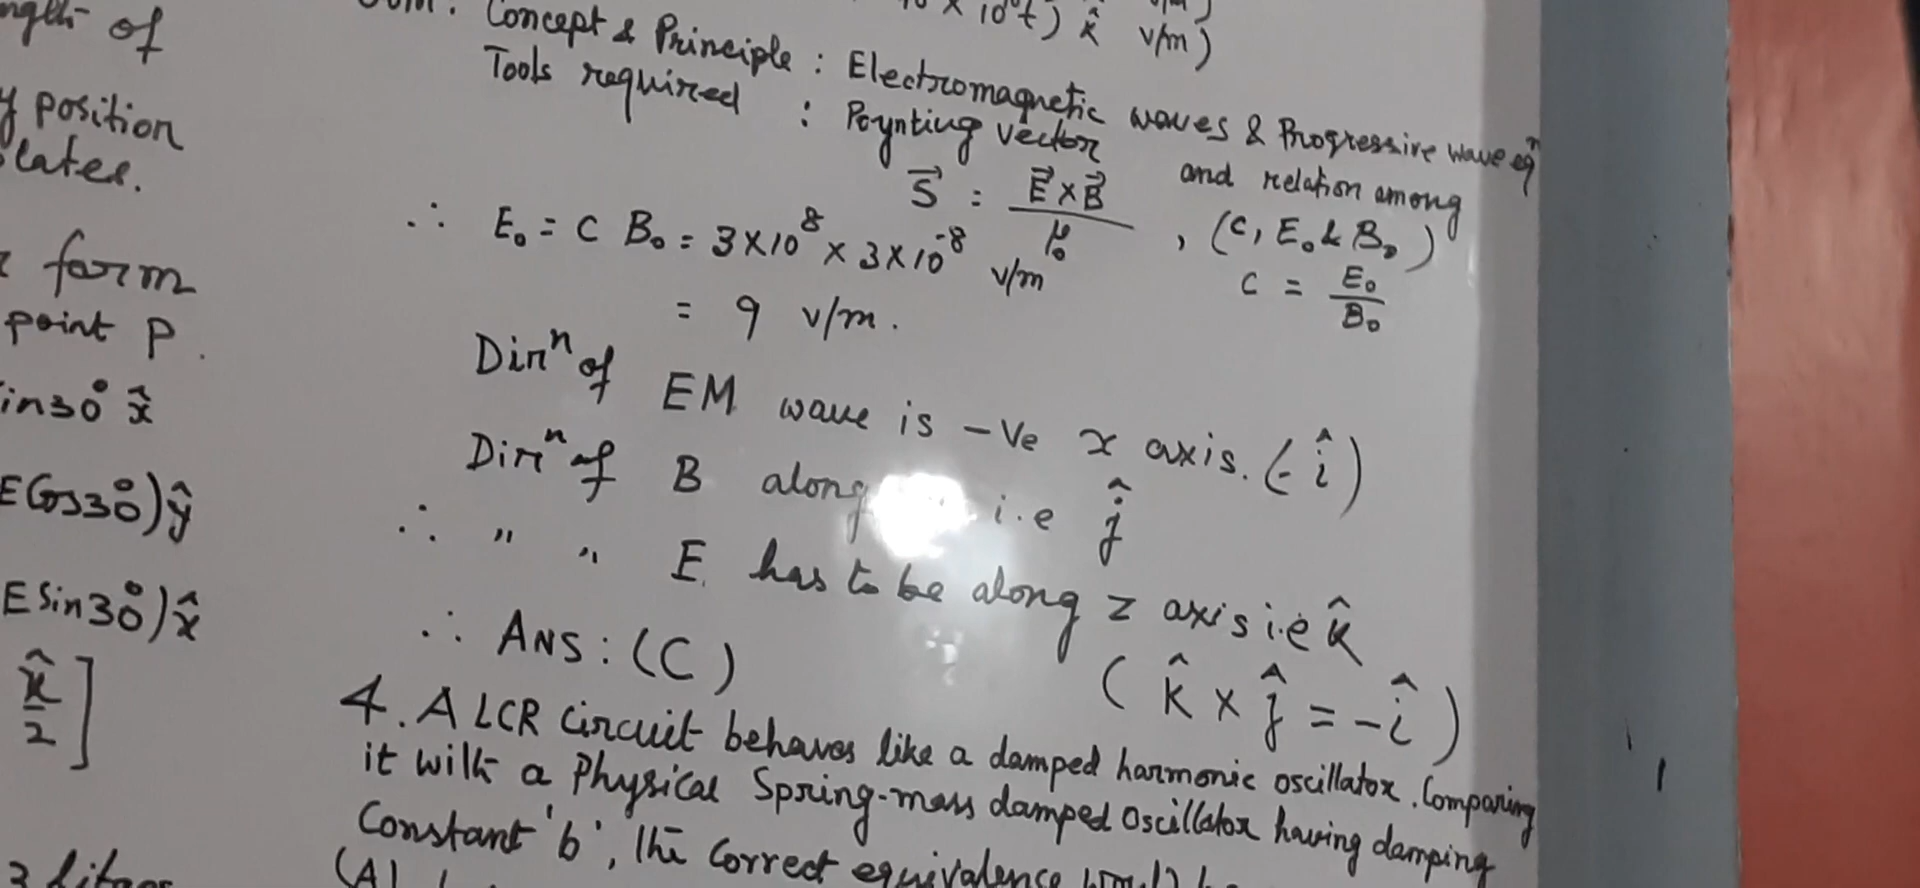 of
position
form
point P.
in30° x̂
E Cos30°) ŷ
E Sin30°) x̂
x̂/2 ]
× 10¹⁰t) k̂ v/m)
Concept & Principle : Electromagnetic waves & Progressive wave eqⁿ
Tools required : Poynting vector and relation among
S⃗ = E⃗ × B⃗ / μ₀ , (C, E₀ & B₀)
C = E₀ / B₀
∴ E₀ = C B₀ = 3×10⁸ × 3×10⁻⁸ v/m
= 9 v/m.
Dirⁿ of EM wave is -ve x axis. (-î)
Dirⁿ of B along i.e ĵ
∴ " " E has to be along z axis i.e k̂
∴ ANS : (C) (k̂ × ĵ = -î)
4. A LCR Circuit behaves like a damped harmonic oscillator. Comparing
it with a Physical Spring-mass damped Oscillator having damping
Constant 'b', the Correct equivalence would be
(A)